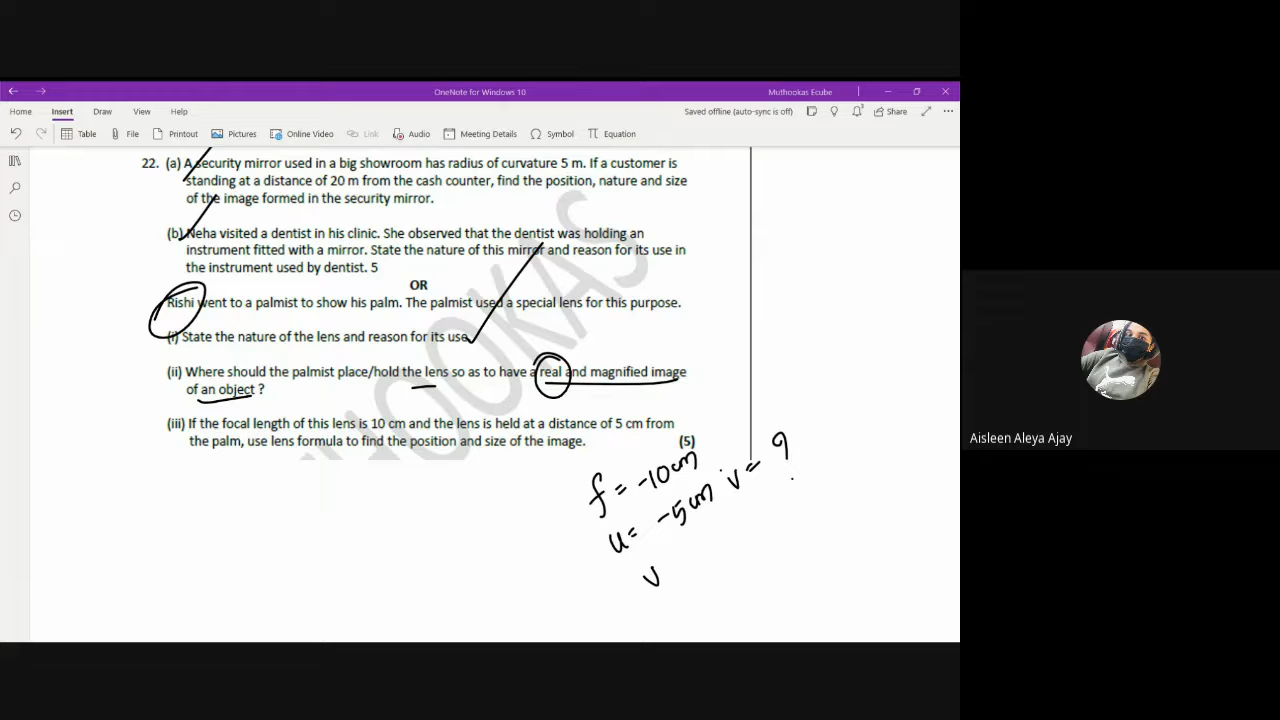 OneNote for Windows 10
Muthookas Ecube
Home Insert Draw View Help
Saved offline (auto-sync is off) Share
Table File Printout Pictures Online Video Link Audio Meeting Details Symbol Equation
22. (a) A security mirror used in a big showroom has radius of curvature 5 m. If a customer is
standing at a distance of 20 m from the cash counter, find the position, nature and size
of the image formed in the security mirror.
(b) Neha visited a dentist in his clinic. She observed that the dentist was holding an
instrument fitted with a mirror. State the nature of this mirror and reason for its use in
the instrument used by dentist. 5
OR
Rishi went to a palmist to show his palm. The palmist used a special lens for this purpose.
(i) State the nature of the lens and reason for its use.
(ii) Where should the palmist place/hold the lens so as to have a real and magnified image
of an object ?
(iii) If the focal length of this lens is 10 cm and the lens is held at a distance of 5 cm from
the palm, use lens formula to find the position and size of the image. (5)
f = -10cm
u = -5cm v = ?
v
HOOKAS
Aisleen Aleya Ajay